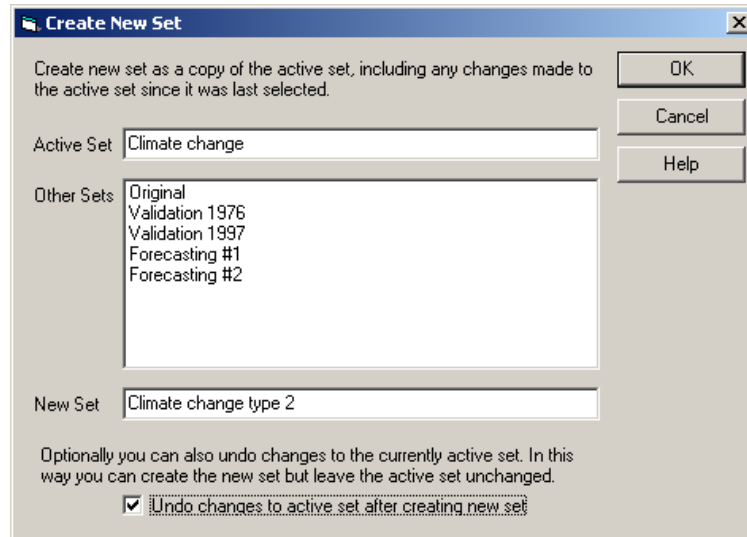 Create New Set
Create new set as a copy of the active set, including any changes made to
the active set since it was last selected.
OK
Cancel
Help
Active Set Climate change
Other Sets
Original
Validation 1976
Validation 1997
Forecasting #1
Forecasting #2
New Set Climate change type 2
Optionally you can also undo changes to the currently active set. In this
way you can create the new set but leave the active set unchanged.
Undo changes to active set after creating new set